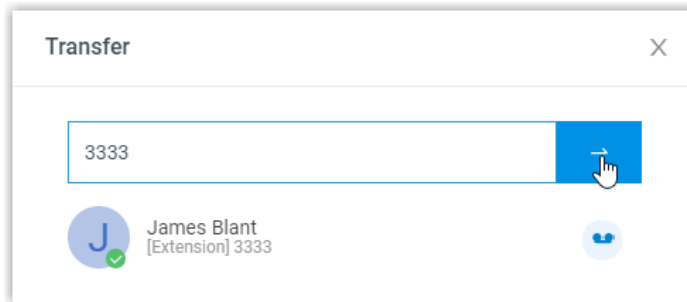 Transfer
X
3333
J
James Blant
[Extension] 3333